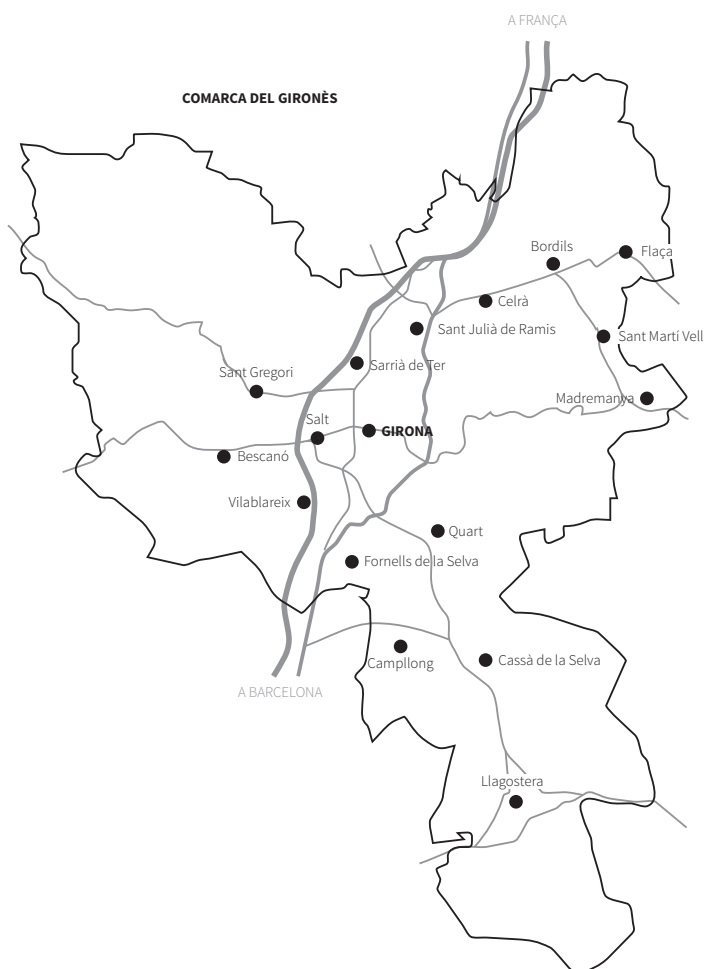 A FRANÇA
COMARCA DEL GIRONÈS
Bordils
Flaça
Celrà
Sant Julià de Ramis
Sant Martí Vell
Sarrià de Ter
Sant Gregori
Madremanya
Salt
GIRONA
Bescanó
Vilablareix
Quart
Fornells de la Selva
Campllong
Cassà de la Selva
A BARCELONA
Llagostera